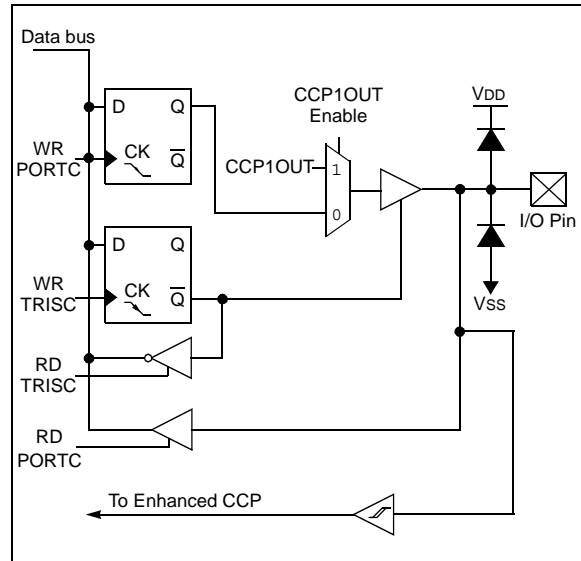 Data bus
D
Q
WR
PORTC
CK
Q
CCP1OUT
Enable
CCP1OUT
1
0
VDD
I/O Pin
VSS
D
Q
WR
TRISC
CK
Q
RD
TRISC
RD
PORTC
To Enhanced CCP